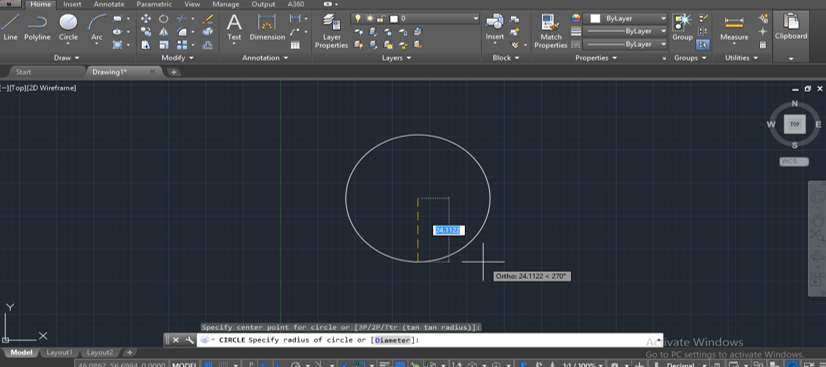 Home Insert Annotate Parametric View Manage Output A360
Line Polyline Circle Arc Text Dimension Layer Properties Insert Match Properties ByLayer Group Measure Clipboard
ByLayer
ByLayer
0
Draw Modify Annotation Layers Block Properties Groups Utilities
Start Drawing1* +
[−][Top][2D Wireframe]
N
W TOP E
S
WCS
24.1122
Ortho: 24.1122 < 270°
Y
X
Specify center point for circle or [3P/2P/Ttr (tan tan radius)]:
CIRCLE Specify radius of circle or [Diameter]:
Activate Windows
Go to PC settings to activate Windows.
Model Layout1 Layout2 +
46.0862, 56.6994, 0.0000 MODEL 1:1 / 100% Decimal